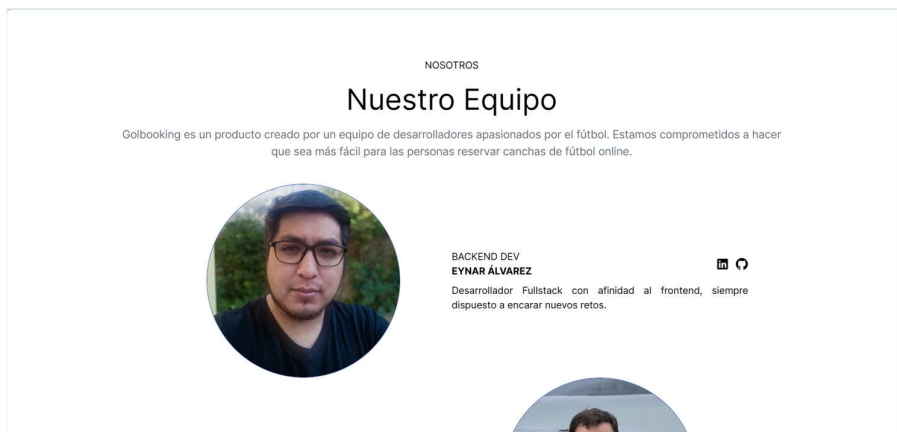 NOSOTROS
Nuestro Equipo
Golbooking es un producto creado por un equipo de desarrolladores apasionados por el fútbol. Estamos comprometidos a hacer
que sea más fácil para las personas reservar canchas de fútbol online.
BACKEND DEV
EYNAR ÁLVAREZ
Desarrollador Fullstack con afinidad al frontend, siempre
dispuesto a encarar nuevos retos.